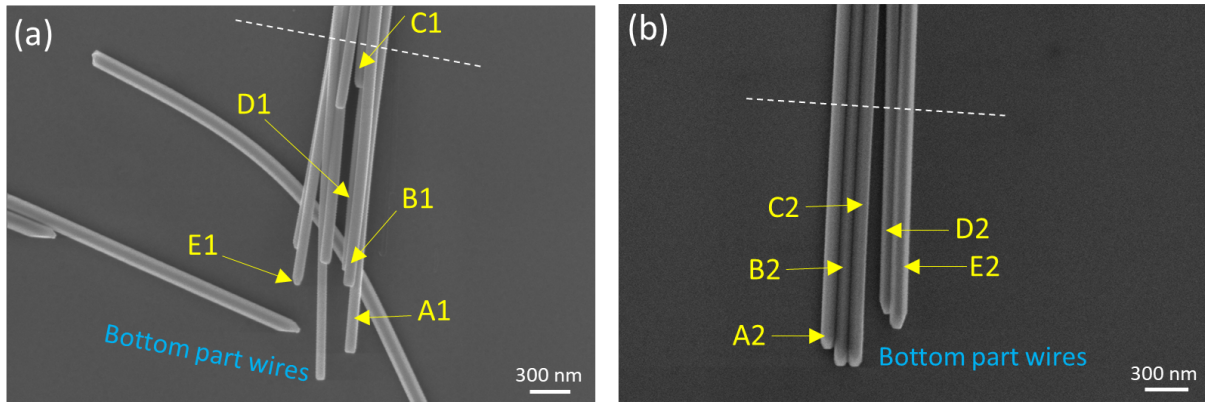 (a)
C1
D1
B1
E1
A1
Bottom part wires
300 nm
(b)
C2
D2
B2
E2
A2
Bottom part wires
300 nm